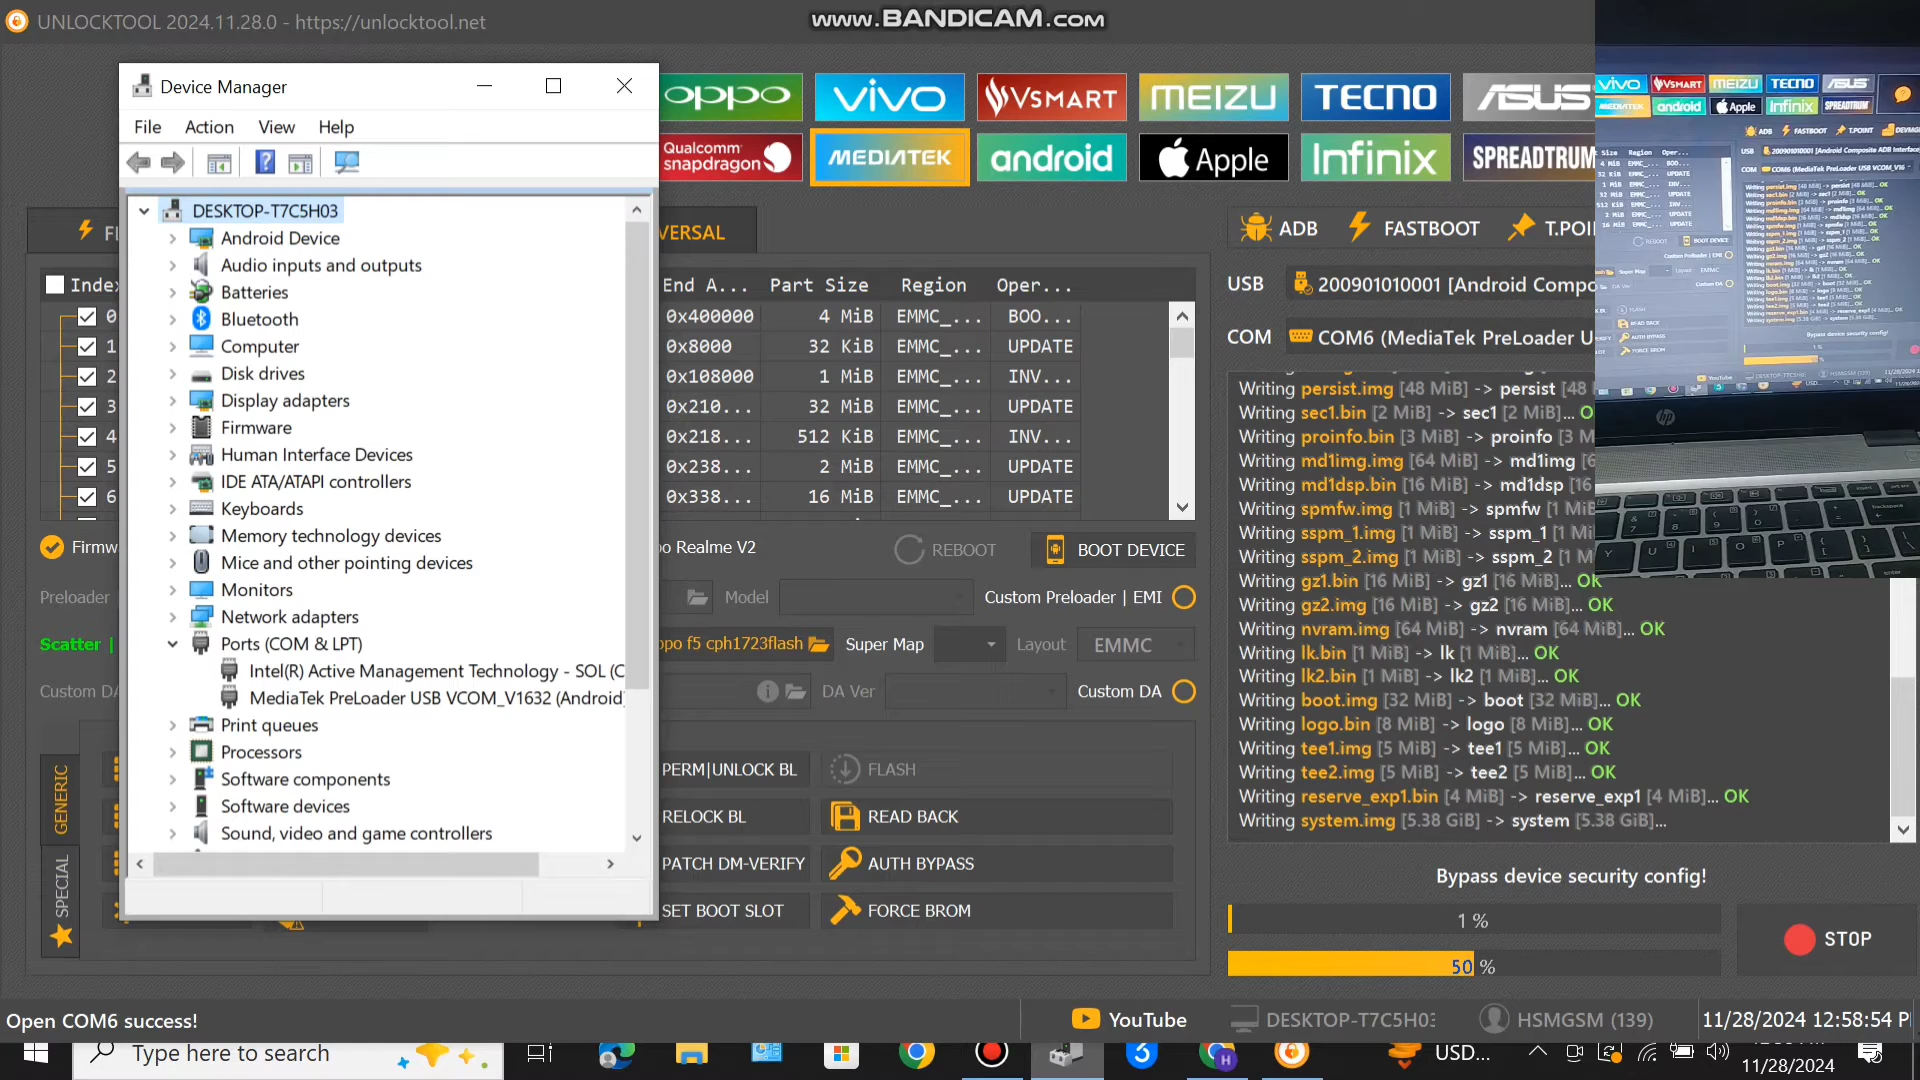 UNLOCKTOOL 2024.11.28.0 - https://unlocktool.net
www.BANDICAM.com
Device Manager
File Action View Help
DESKTOP-T7C5H03
Android Device
Audio inputs and outputs
Batteries
Bluetooth
Computer
Disk drives
Display adapters
Firmware
Human Interface Devices
IDE ATA/ATAPI controllers
Keyboards
Memory technology devices
Mice and other pointing devices
Monitors
Network adapters
Ports (COM & LPT)
Intel(R) Active Management Technology - SOL (C
MediaTek PreLoader USB VCOM_V1632 (Android)
Print queues
Processors
Software components
Software devices
Sound, video and game controllers
oppo vivo VSMART MEIZU TECNO ASUS
Qualcomm snapdragon MEDIATEK android Apple Infinix SPREADTRUM
FL
VERSAL
Index
0
1
2
3
4
5
6
End A... Part Size Region Oper...
0x400000 4 MiB EMMC_... BOO...
0x8000 32 KiB EMMC_... UPDATE
0x108000 1 MiB EMMC_... INV...
0x210... 32 MiB EMMC_... UPDATE
0x218... 512 KiB EMMC_... INV...
0x238... 2 MiB EMMC_... UPDATE
0x338... 16 MiB EMMC_... UPDATE
Firmw
o Realme V2
REBOOT
BOOT DEVICE
Preloader
Model
Custom Preloader | EMI
Scatter |
ppo f5 cph1723flash
Super Map
Layout EMMC
Custom DA
DA Ver
Custom DA
GENERIC
SPECIAL
PERM|UNLOCK BL FLASH
RELOCK BL READ BACK
PATCH DM-VERIFY AUTH BYPASS
SET BOOT SLOT FORCE BROM
ADB FASTBOOT T.POI
USB 200901010001 [Android Compo
COM COM6 (MediaTek PreLoader U
Writing persist.img [48 MiB] -> persist [48
Writing sec1.bin [2 MiB] -> sec1 [2 MiB]... O
Writing proinfo.bin [3 MiB] -> proinfo [3 M
Writing md1img.img [64 MiB] -> md1img [6
Writing md1dsp.bin [16 MiB] -> md1dsp [16
Writing spmfw.img [1 MiB] -> spmfw [1 MiB
Writing sspm_1.img [1 MiB] -> sspm_1 [1 Mi
Writing sspm_2.img [1 MiB] -> sspm_2 [1 M
Writing gz1.bin [16 MiB] -> gz1 [16 MiB]... OK
Writing gz2.img [16 MiB] -> gz2 [16 MiB]... OK
Writing nvram.img [64 MiB] -> nvram [64 MiB]... OK
Writing lk.bin [1 MiB] -> lk [1 MiB]... OK
Writing lk2.bin [1 MiB] -> lk2 [1 MiB]... OK
Writing boot.img [32 MiB] -> boot [32 MiB]... OK
Writing logo.bin [8 MiB] -> logo [8 MiB]... OK
Writing tee1.img [5 MiB] -> tee1 [5 MiB]... OK
Writing tee2.img [5 MiB] -> tee2 [5 MiB]... OK
Writing reserve_exp1.bin [4 MiB] -> reserve_exp1 [4 MiB]... OK
Writing system.img [5.38 GiB] -> system [5.38 GiB]...
Bypass device security config!
1 %
50 %
STOP
Open COM6 success!
YouTube DESKTOP-T7C5H03 HSMGSM (139) 11/28/2024 12:58:54 P
Type here to search
USD...
11/28/2024